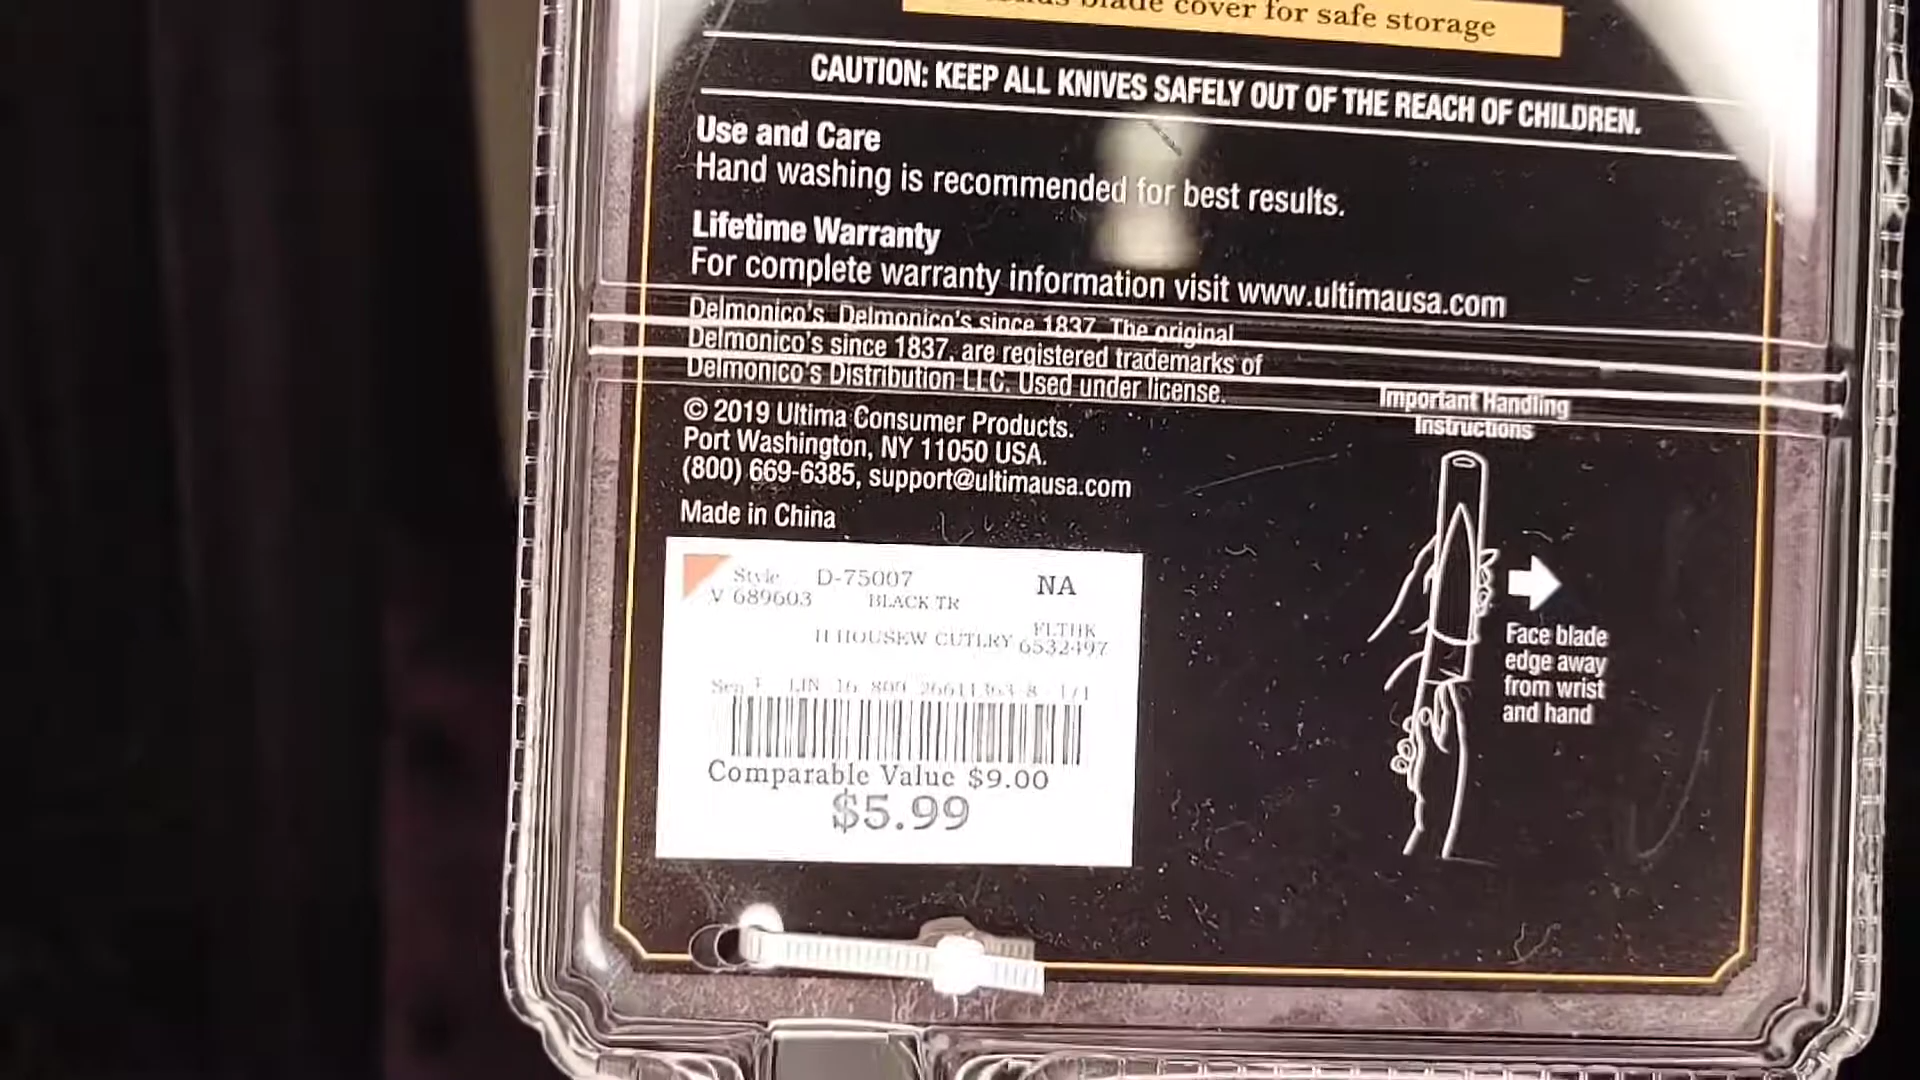 blade cover for safe storage
CAUTION: KEEP ALL KNIVES SAFELY OUT OF THE REACH OF CHILDREN.
Use and Care
Hand washing is recommended for best results.
Lifetime Warranty
For complete warranty information visit www.ultimausa.com
Delmonico's, Delmonico's since 1837, The original
Delmonico's since 1837, are registered trademarks of
Delmonico's Distribution LLC. Used under license.
© 2019 Ultima Consumer Products.
Port Washington, NY 11050 USA.
(800) 669-6385, support@ultimausa.com
Made in China
Important Handling
Instructions
Face blade
edge away
from wrist
and hand
Style D-75007 NA
V 689603 BLACK TR
FLTHK
H HOUSEW CUTLRY 6532497
LIN 16 800
Comparable Value $9.00
$5.99